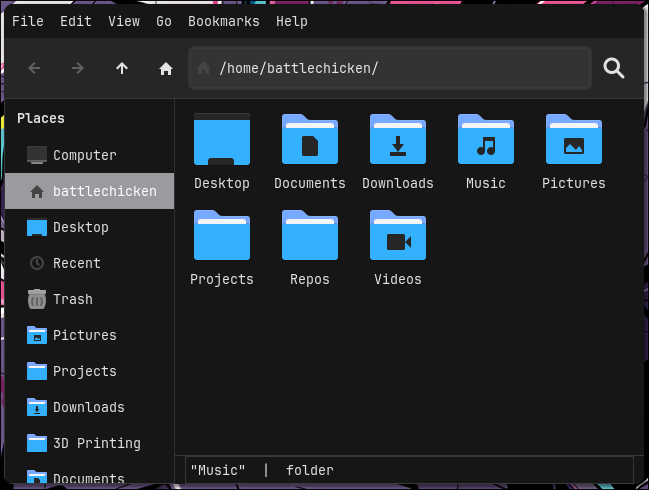 File Edit View Go Bookmarks Help
/home/battlechicken/
Places
Computer
battlechicken
Desktop
Recent
Trash
Pictures
Projects
Downloads
3D Printing
Documents
Desktop Documents Downloads Music Pictures
Projects Repos Videos
"Music" | folder